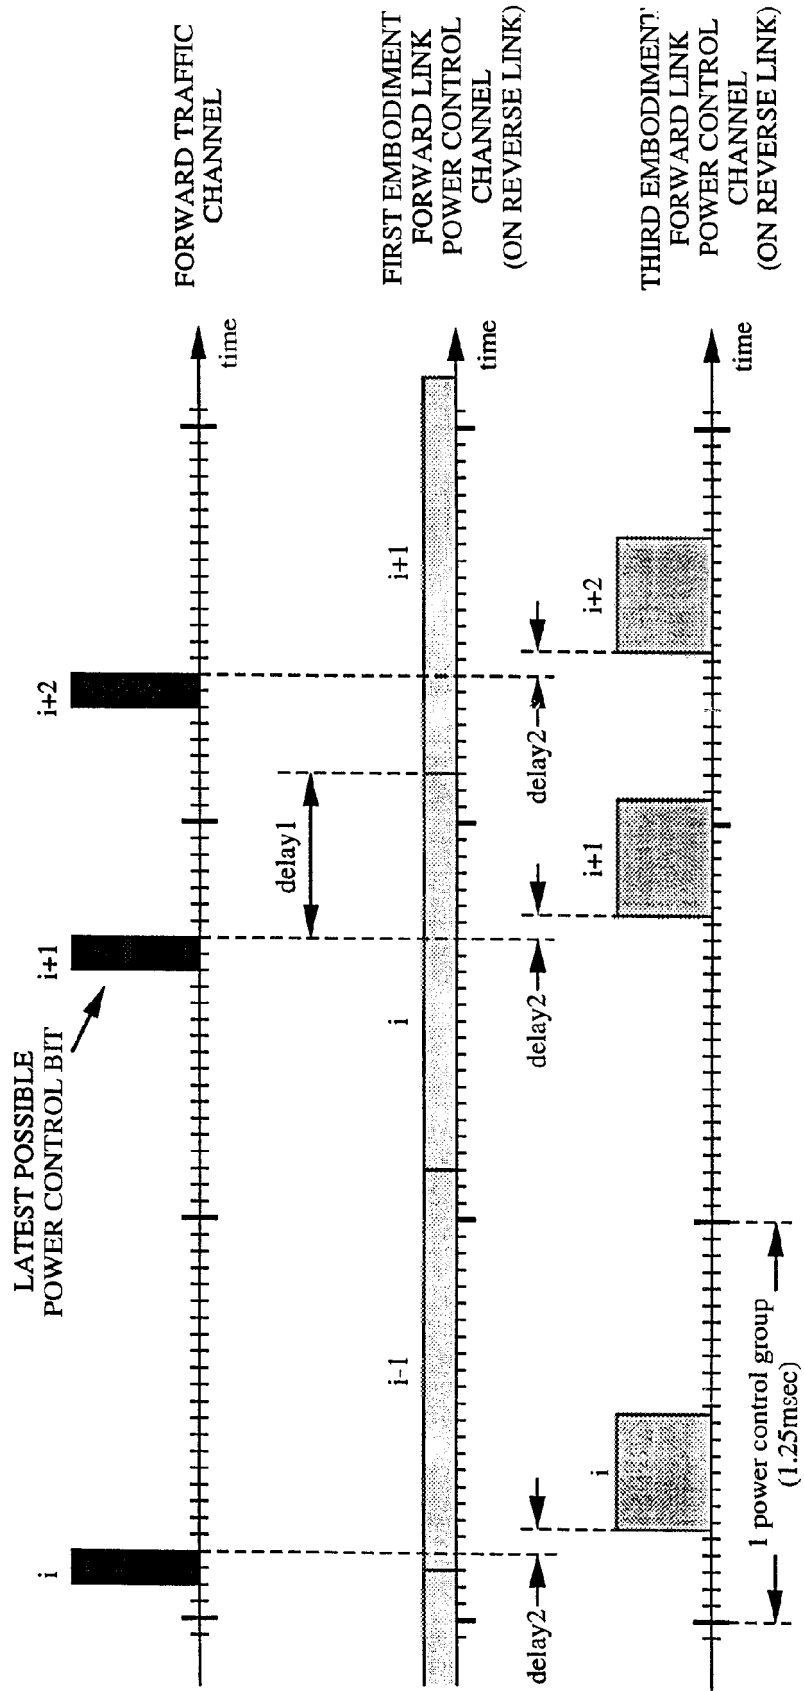 LATEST POSSIBLE
POWER CONTROL BIT
i
i+1
i+2
FORWARD TRAFFIC
CHANNEL
time
delay1
i-1
i
i+1
FIRST EMBODIMENT
FORWARD LINK
POWER CONTROL
CHANNEL
(ON REVERSE LINK)
time
delay2
delay2
delay2
i
i+1
i+2
THIRD EMBODIMENT
FORWARD LINK
POWER CONTROL
CHANNEL
(ON REVERSE LINK)
time
1 power control group
(1.25msec)